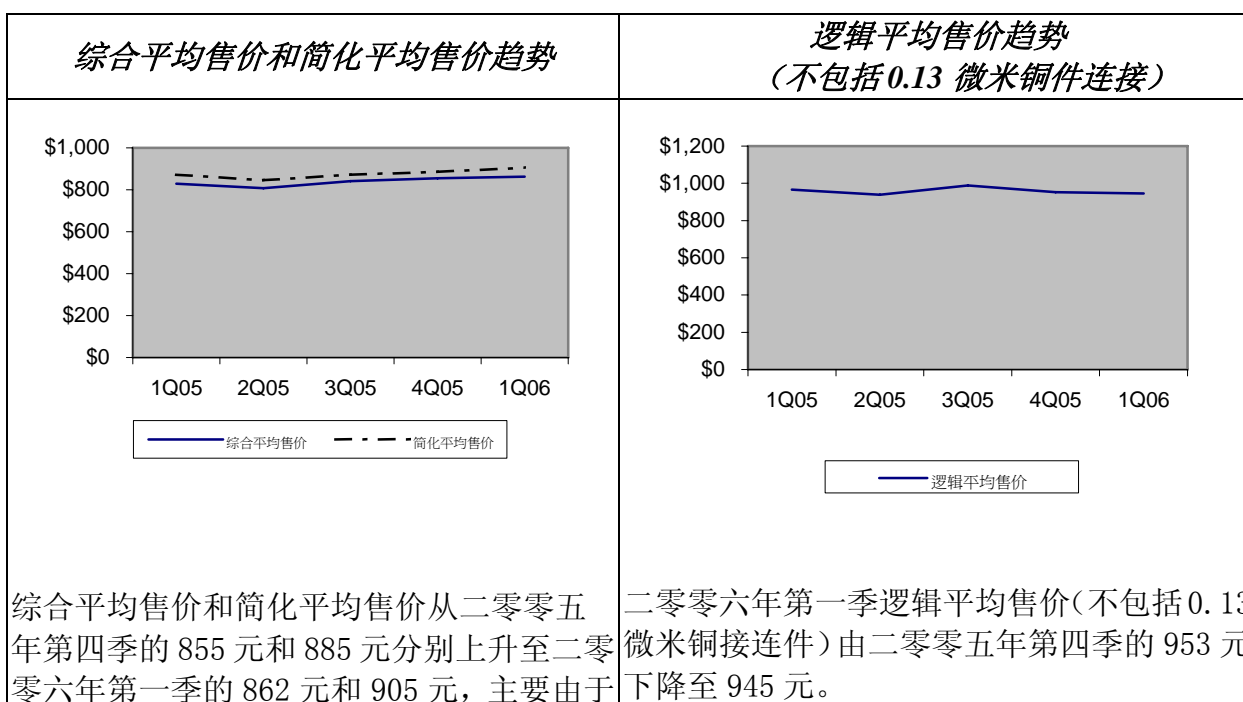 综合平均售价和简化平均售价趋势
$1,000
$800
$600
$400
$200
$0
1Q05 2Q05 3Q05 4Q05 1Q06
综合平均售价 简化平均售价
综合平均售价和简化平均售价从二零零五
年第四季的 855 元和 885 元分别上升至二零
零六年第一季的 862 元和 905 元，主要由于
逻辑平均售价趋势
（不包括 0.13 微米铜件连接）
$1,200
$1,000
$800
$600
$400
$200
$0
1Q05 2Q05 3Q05 4Q05 1Q06
逻辑平均售价
二零零六年第一季逻辑平均售价（不包括 0.13
微米铜接连件）由二零零五年第四季的 953 元
下降至 945 元。